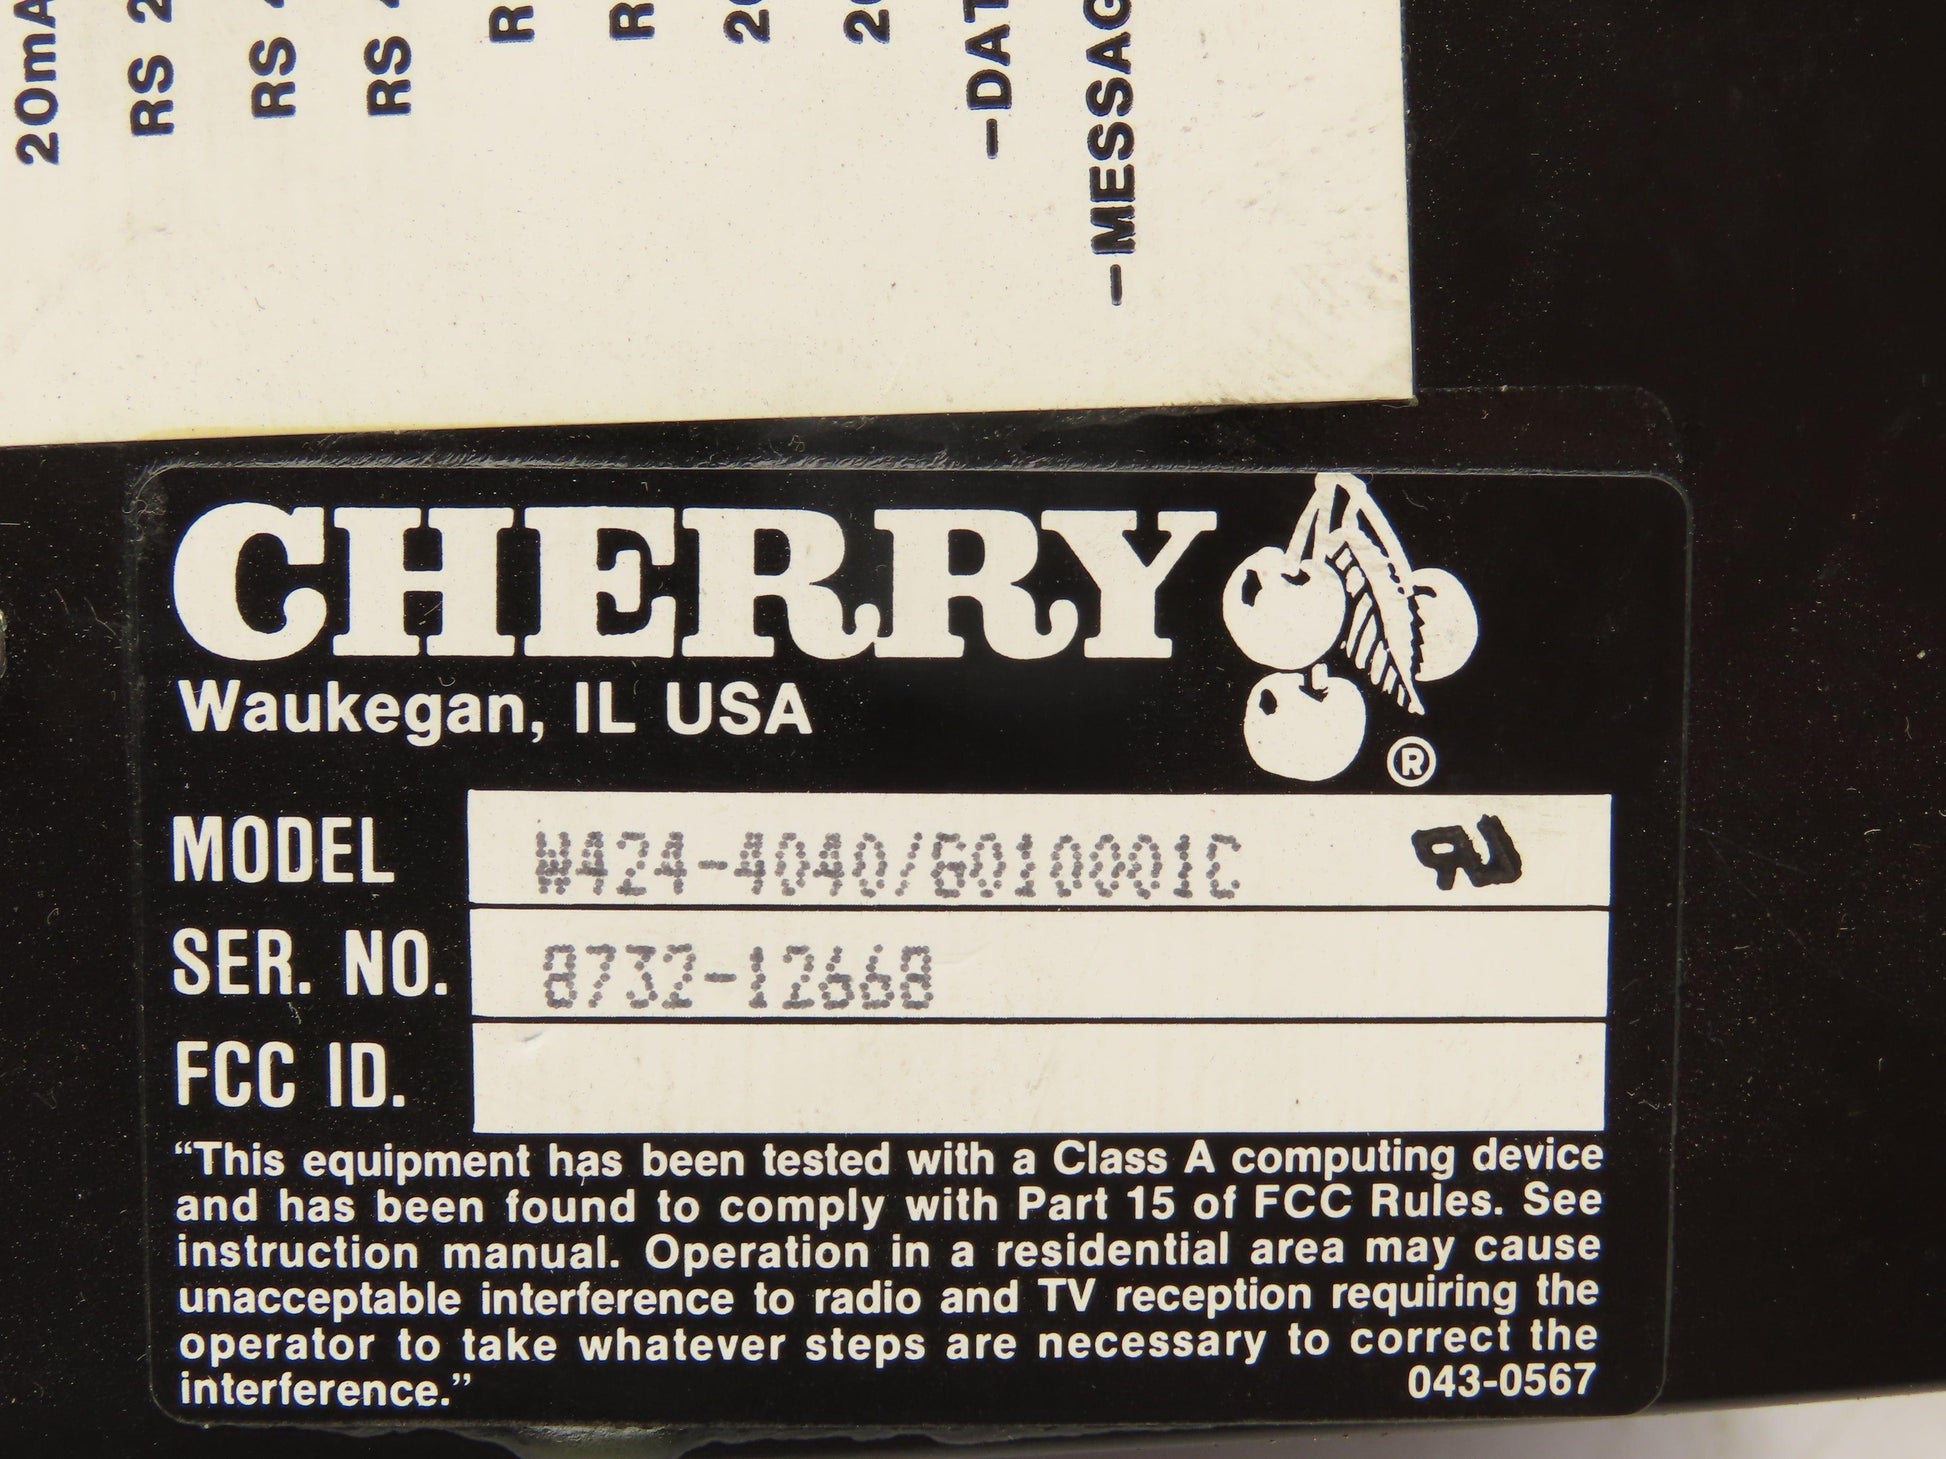 20mA
RS 2
RS 4
RS 4
R
R
20
20
–DAT
–MESSAG
CHERRY
®
Waukegan, IL USA
MODEL W424-4040/G010001C
SER. NO. 8732-12668
FCC ID.
“This equipment has been tested with a Class A computing device
and has been found to comply with Part 15 of FCC Rules. See
instruction manual. Operation in a residential area may cause
unacceptable interference to radio and TV reception requiring the
operator to take whatever steps are necessary to correct the
interference.” 043-0567